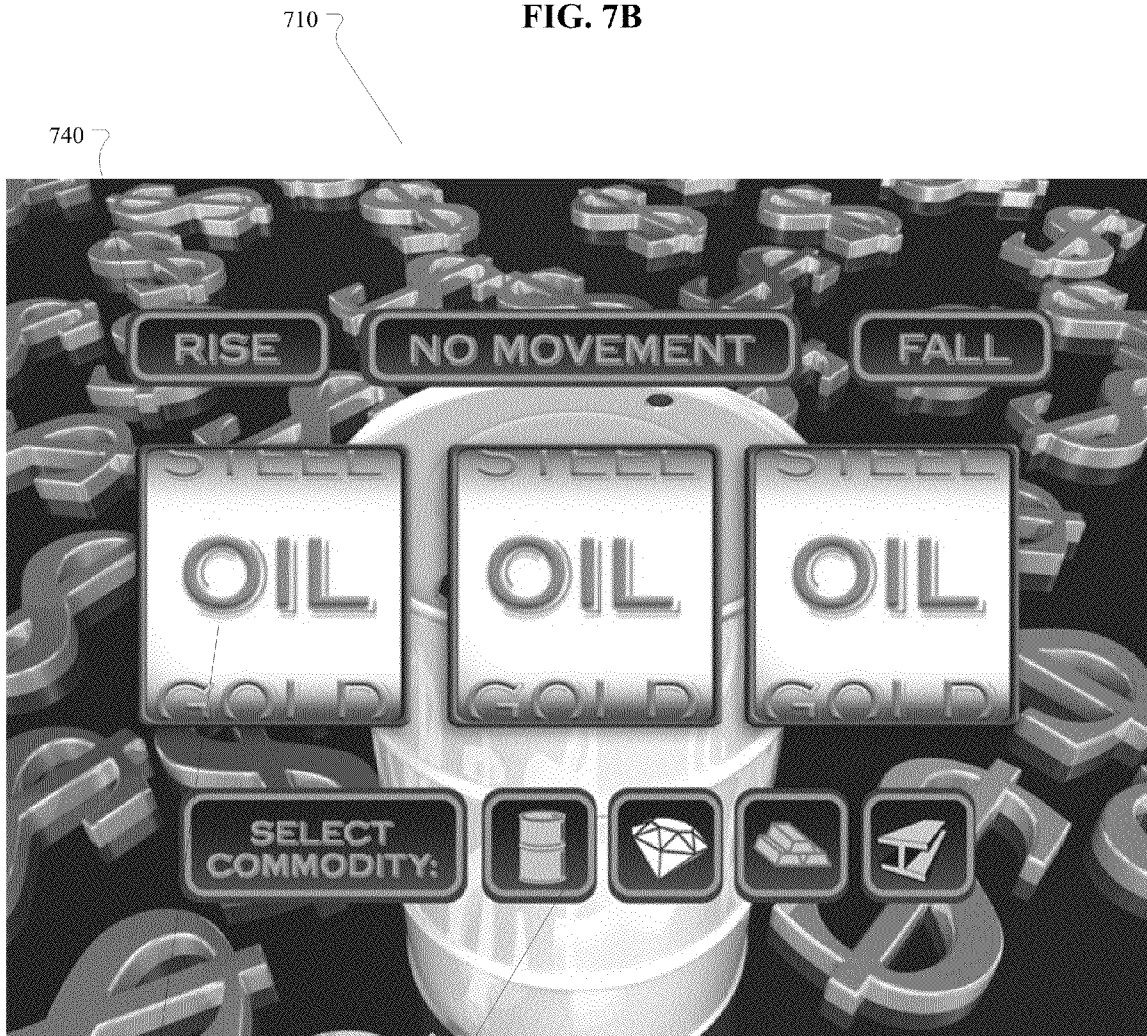 FIG. 7B
710
740
RISE NO MOVEMENT FALL
STEEL STEEL STEEL
OIL OIL OIL
GOLD GOLD GOLD
SELECT
COMMODITY: